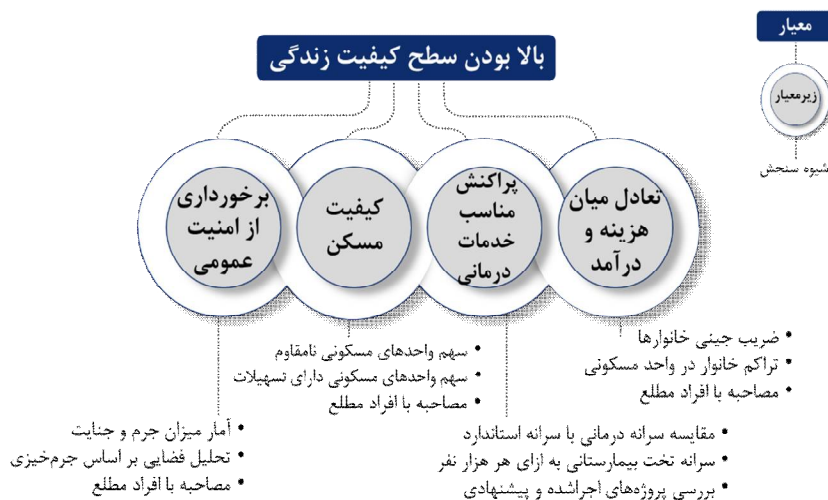 معیار
زیرمعیار
شیوه سنجش
بالا بودن سطح کیفیت زندگی
تعادل میان
هزینه و
درآمد
پراکنش
مناسب
خدمات
درمانی
کیفیت
مسکن
برخورداری
از امنیت
عمومی
• ضریب جینی خانوارها
• تراکم خانوار در واحد مسکونی
• مصاحبه با افراد مطلع
• مقایسه سرانه درمانی با سرانه استاندارد
• سرانه تخت بیمارستانی به ازای هر هزار نفر
• بررسی پروژه‌های اجراشده و پیشنهادی
• سهم واحدهای مسکونی نامقاوم
• سهم واحدهای مسکونی دارای تسهیلات
• مصاحبه با افراد مطلع
• آمار میزان جرم و جنایت
• تحلیل فضایی بر اساس جرم‌خیزی
• مصاحبه با افراد مطلع